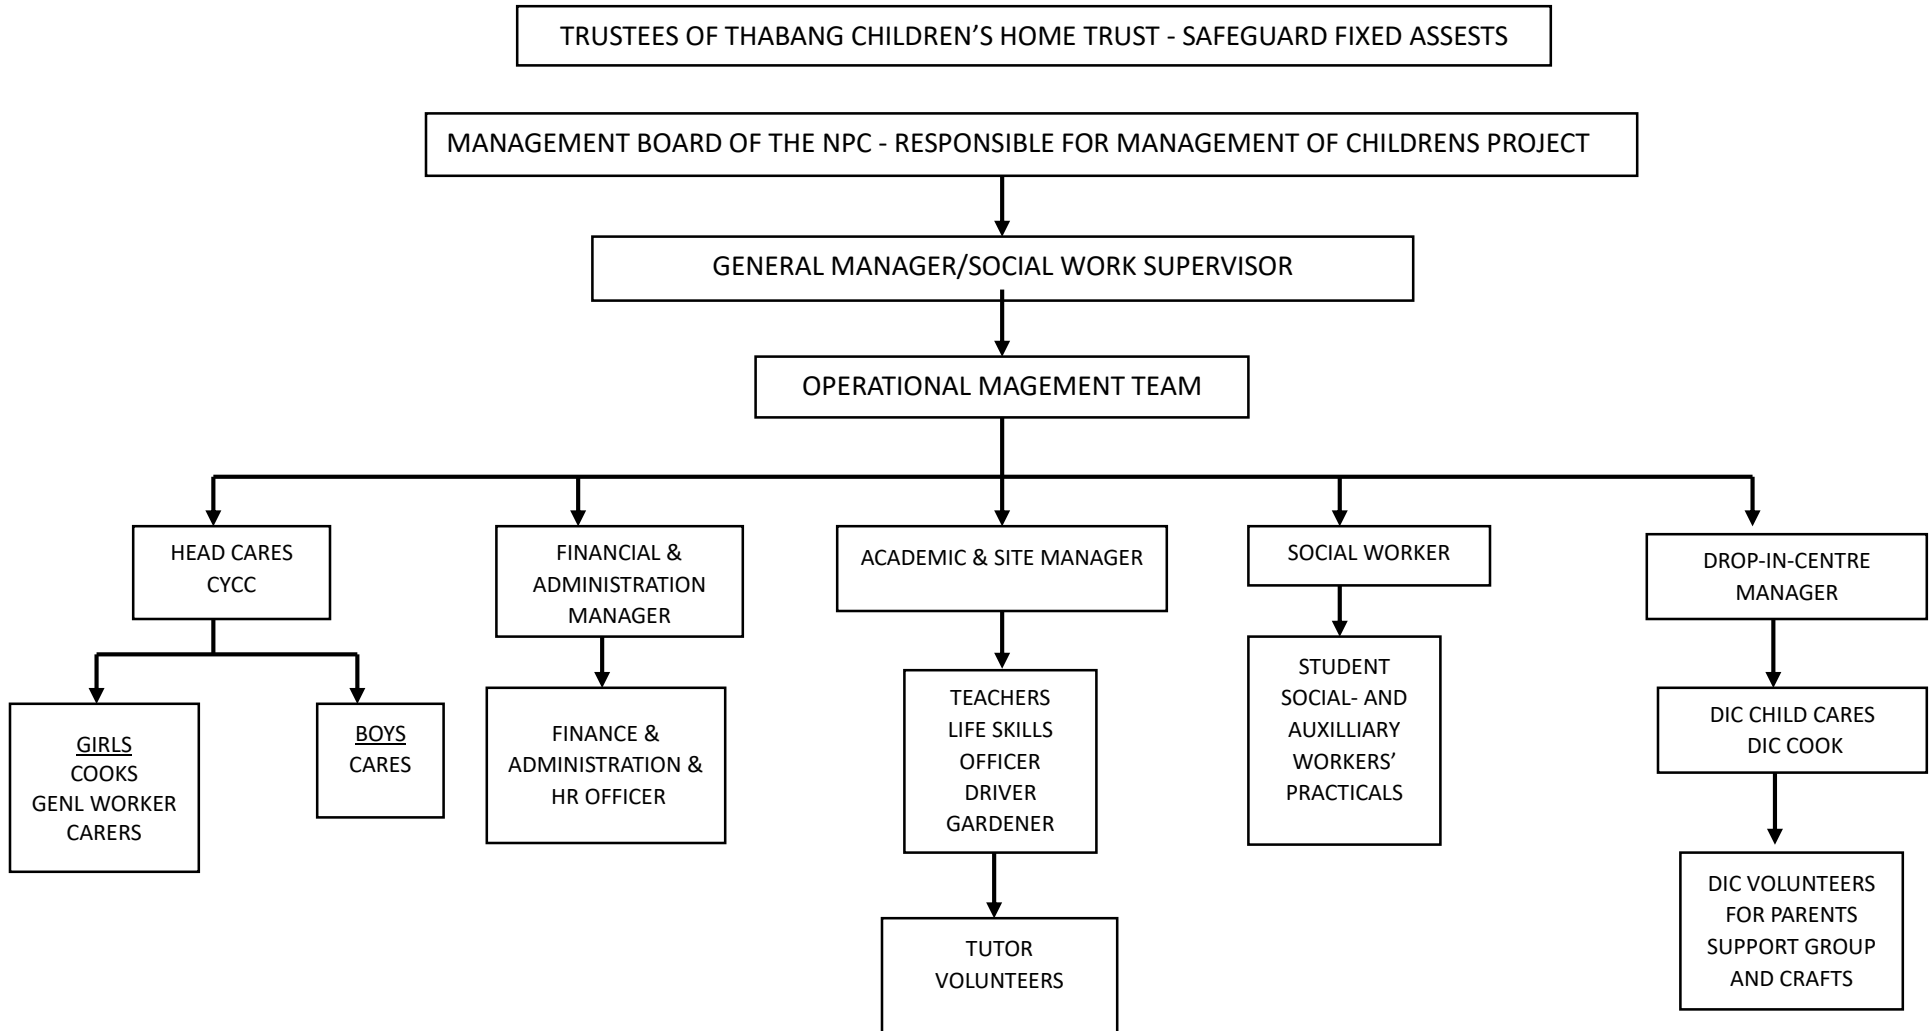 TRUSTEES OF THABANG CHILDREN’S HOME TRUST - SAFEGUARD FIXED ASSESTS
MANAGEMENT BOARD OF THE NPC - RESPONSIBLE FOR MANAGEMENT OF CHILDRENS PROJECT
GENERAL MANAGER/SOCIAL WORK SUPERVISOR
OPERATIONAL MAGEMENT TEAM
HEAD CARES
CYCC
FINANCIAL &
ADMINISTRATION
MANAGER
ACADEMIC & SITE MANAGER
SOCIAL WORKER
DROP-IN-CENTRE
MANAGER
GIRLS
COOKS
GENL WORKER
CARERS
BOYS
CARES
FINANCE &
ADMINISTRATION &
HR OFFICER
TEACHERS
LIFE SKILLS
OFFICER
DRIVER
GARDENER
STUDENT
SOCIAL- AND
AUXILLIARY
WORKERS’
PRACTICALS
DIC CHILD CARES
DIC COOK
TUTOR
VOLUNTEERS
DIC VOLUNTEERS
FOR PARENTS
SUPPORT GROUP
AND CRAFTS